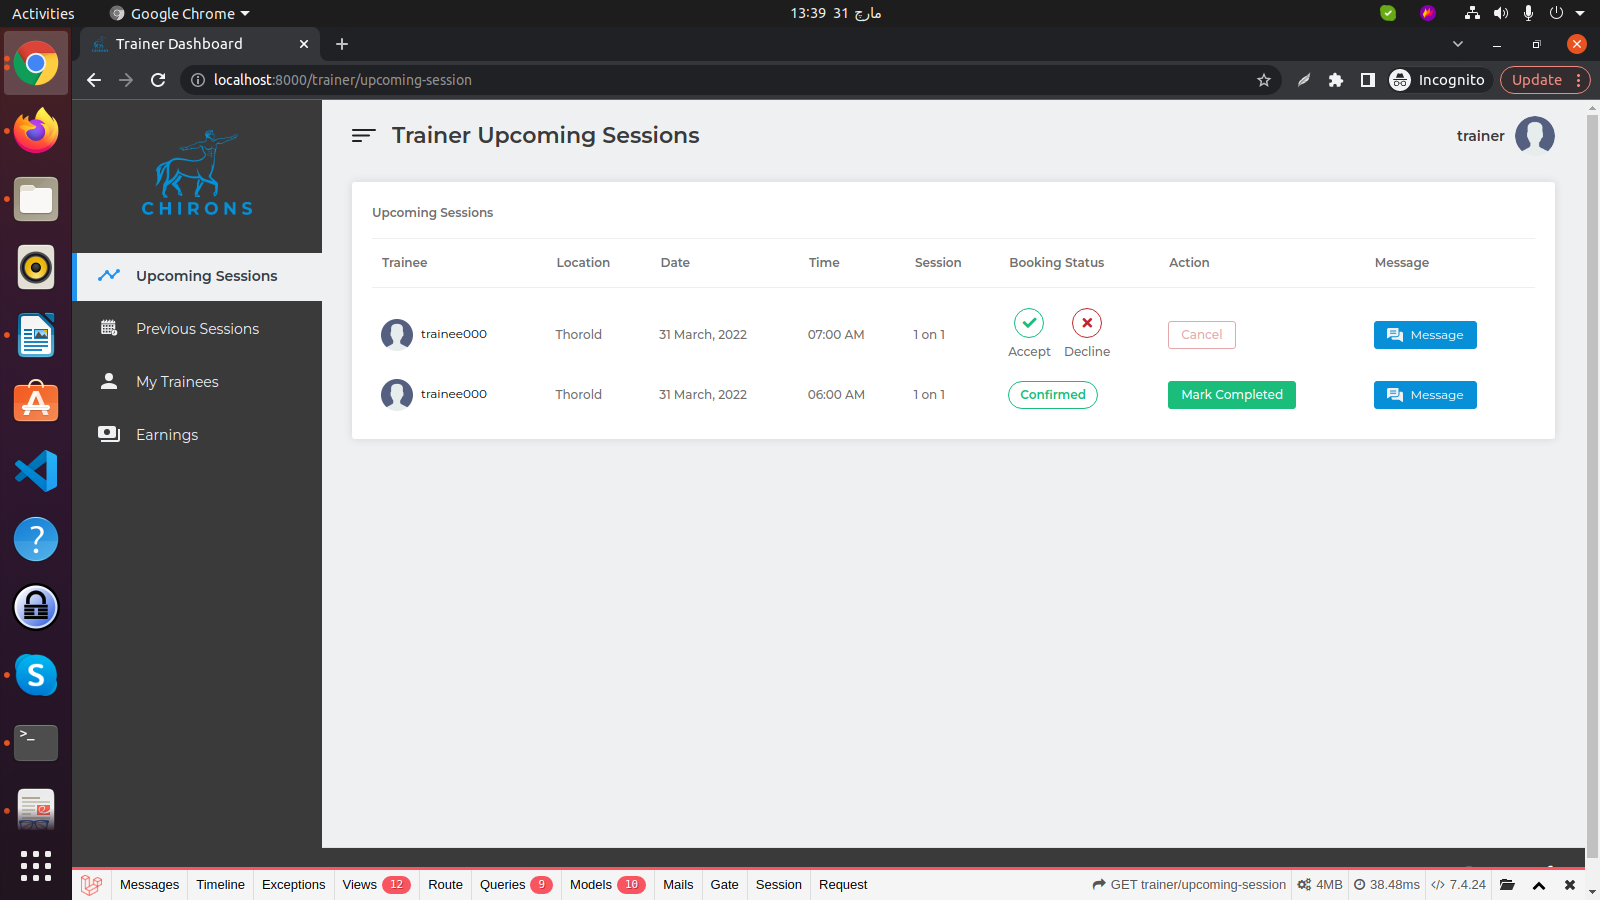 Activities
Google Chrome
13:39 31 مارچ
Trainer Dashboard
localhost:8000/trainer/upcoming-session
Incognito
Update
CHIRONS
Trainer Upcoming Sessions
trainer
Upcoming Sessions
Previous Sessions
My Trainees
Earnings
Upcoming Sessions
Trainee Location Date Time Session Booking Status Action Message
trainee000 Thorold 31 March, 2022 07:00 AM 1 on 1 Accept Decline Cancel Message
trainee000 Thorold 31 March, 2022 06:00 AM 1 on 1 Confirmed Mark Completed Message
Messages Timeline Exceptions Views 12 Route Queries 9 Models 10 Mails Gate Session Request GET trainer/upcoming-session 4MB 38.48ms 7.4.24